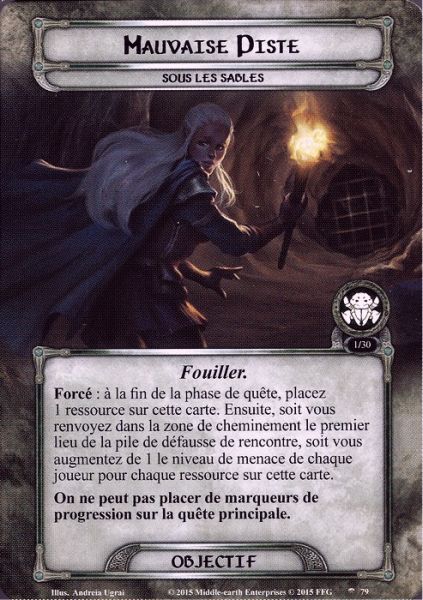 Mauvaise Piste
SOUS LES SABLES
1/30
Fouiller.
Forcé : à la fin de la phase de quête, placez
1 ressource sur cette carte. Ensuite, soit vous
renvoyez dans la zone de cheminement le premier
lieu de la pile de défausse de rencontre, soit vous
augmentez de 1 le niveau de menace de chaque
joueur pour chaque ressource sur cette carte.
On ne peut pas placer de marqueurs de
progression sur la quête principale.
OBJECTIF
Illus. Andreia Ugrai
© 2015 Middle-earth Enterprises © 2015 FFG
79